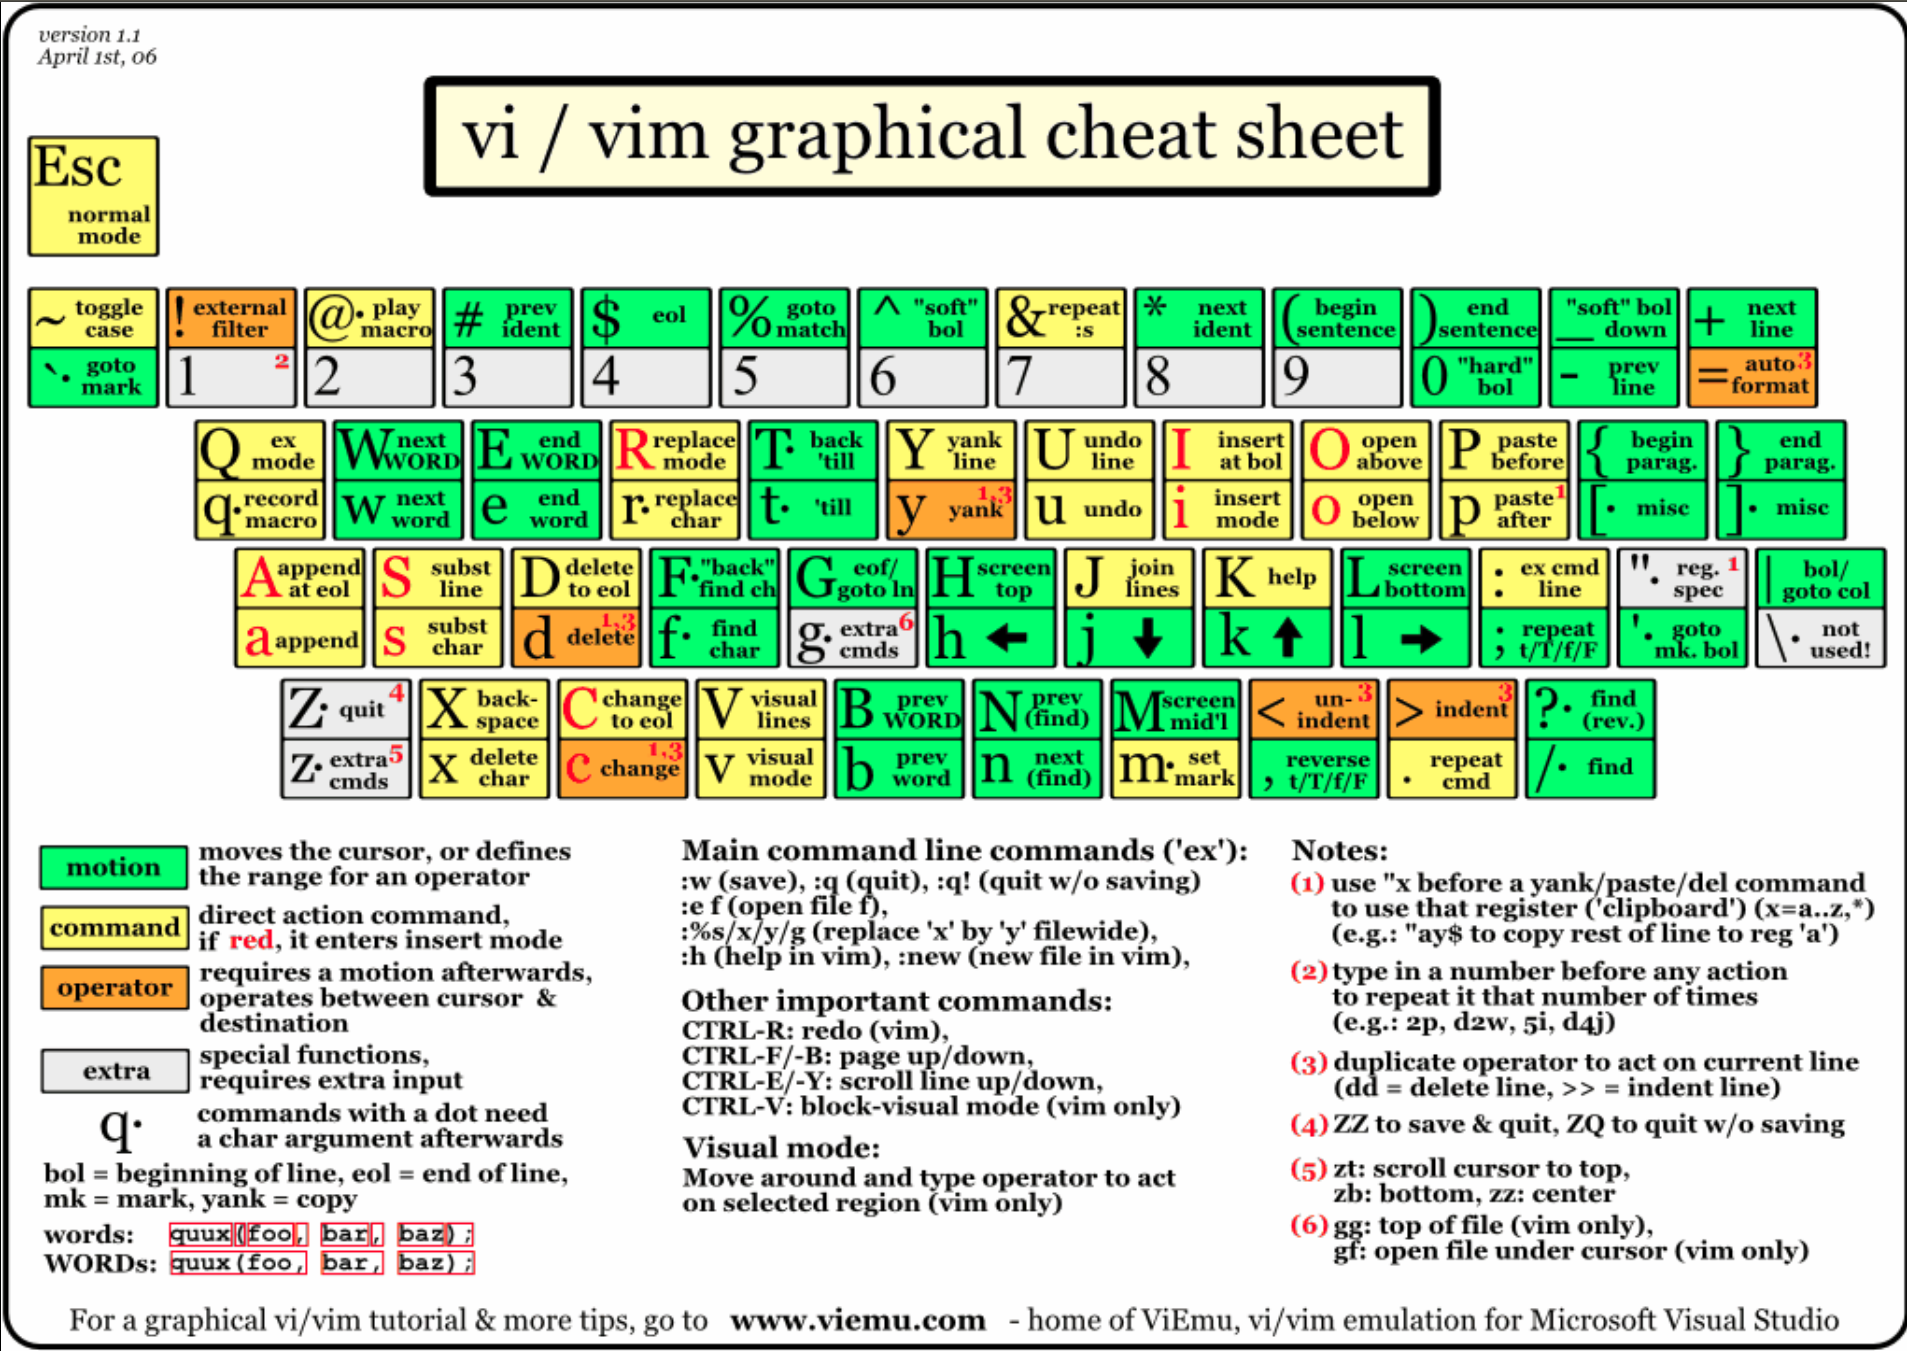 version 1.1
April 1st, 06
vi / vim graphical cheat sheet
Esc
normal
mode
~ toggle case
! external filter
@· play macro
# prev ident
$ eol
% goto match
^ "soft" bol
& repeat :s
* next ident
( begin sentence
) end sentence
_ "soft" bol down
+ next line
`· goto mark
1 2
2
3
4
5
6
7
8
9
0 "hard" bol
- prev line
= auto 3 format
Q ex mode
W next WORD
E end WORD
R replace mode
T· back 'till
Y yank line
U undo line
I insert at bol
O open above
P paste before
{ begin parag.
} end parag.
q· record macro
w next word
e end word
r· replace char
t· 'till
y yank 1,3
u undo
i insert mode
o open below
p paste 1 after
[· misc
]· misc
A append at eol
S subst line
D delete to eol
F· "back" find ch
G eof/ goto ln
H screen top
J join lines
K help
L screen bottom
: ex cmd line
"· reg. 1 spec
| bol/ goto col
a append
s subst char
d delete 1,3
f· find char
g· extra 6 cmds
h ←
j ↓
k ↑
l →
; repeat t/T/f/F
'· goto mk. bol
\· not used!
Z· quit 4
X back- space
C change to eol
V visual lines
B prev WORD
N prev (find)
M screen mid'l
< un- 3 indent
> indent 3
?· find (rev.)
z· extra 5 cmds
x delete char
c change 1,3
v visual mode
b prev word
n next (find)
m· set mark
, reverse t/T/f/F
. repeat cmd
/· find
motion
moves the cursor, or defines
the range for an operator
command
direct action command,
if red, it enters insert mode
operator
requires a motion afterwards,
operates between cursor &
destination
extra
special functions,
requires extra input
q·
commands with a dot need
a char argument afterwards
bol = beginning of line, eol = end of line,
mk = mark, yank = copy
words: quux(foo, bar, baz);
WORDs: quux(foo, bar, baz);
Main command line commands ('ex'):
:w (save), :q (quit), :q! (quit w/o saving)
:e f (open file f),
:%s/x/y/g (replace 'x' by 'y' filewide),
:h (help in vim), :new (new file in vim),
Other important commands:
CTRL-R: redo (vim),
CTRL-F/-B: page up/down,
CTRL-E/-Y: scroll line up/down,
CTRL-V: block-visual mode (vim only)
Visual mode:
Move around and type operator to act
on selected region (vim only)
Notes:
(1) use "x before a yank/paste/del command
to use that register ('clipboard') (x=a..z,*)
(e.g.: "ay$ to copy rest of line to reg 'a')
(2) type in a number before any action
to repeat it that number of times
(e.g.: 2p, d2w, 5i, d4j)
(3) duplicate operator to act on current line
(dd = delete line, >> = indent line)
(4) ZZ to save & quit, ZQ to quit w/o saving
(5) zt: scroll cursor to top,
zb: bottom, zz: center
(6) gg: top of file (vim only),
gf: open file under cursor (vim only)
For a graphical vi/vim tutorial & more tips, go to www.viemu.com - home of ViEmu, vi/vim emulation for Microsoft Visual Studio